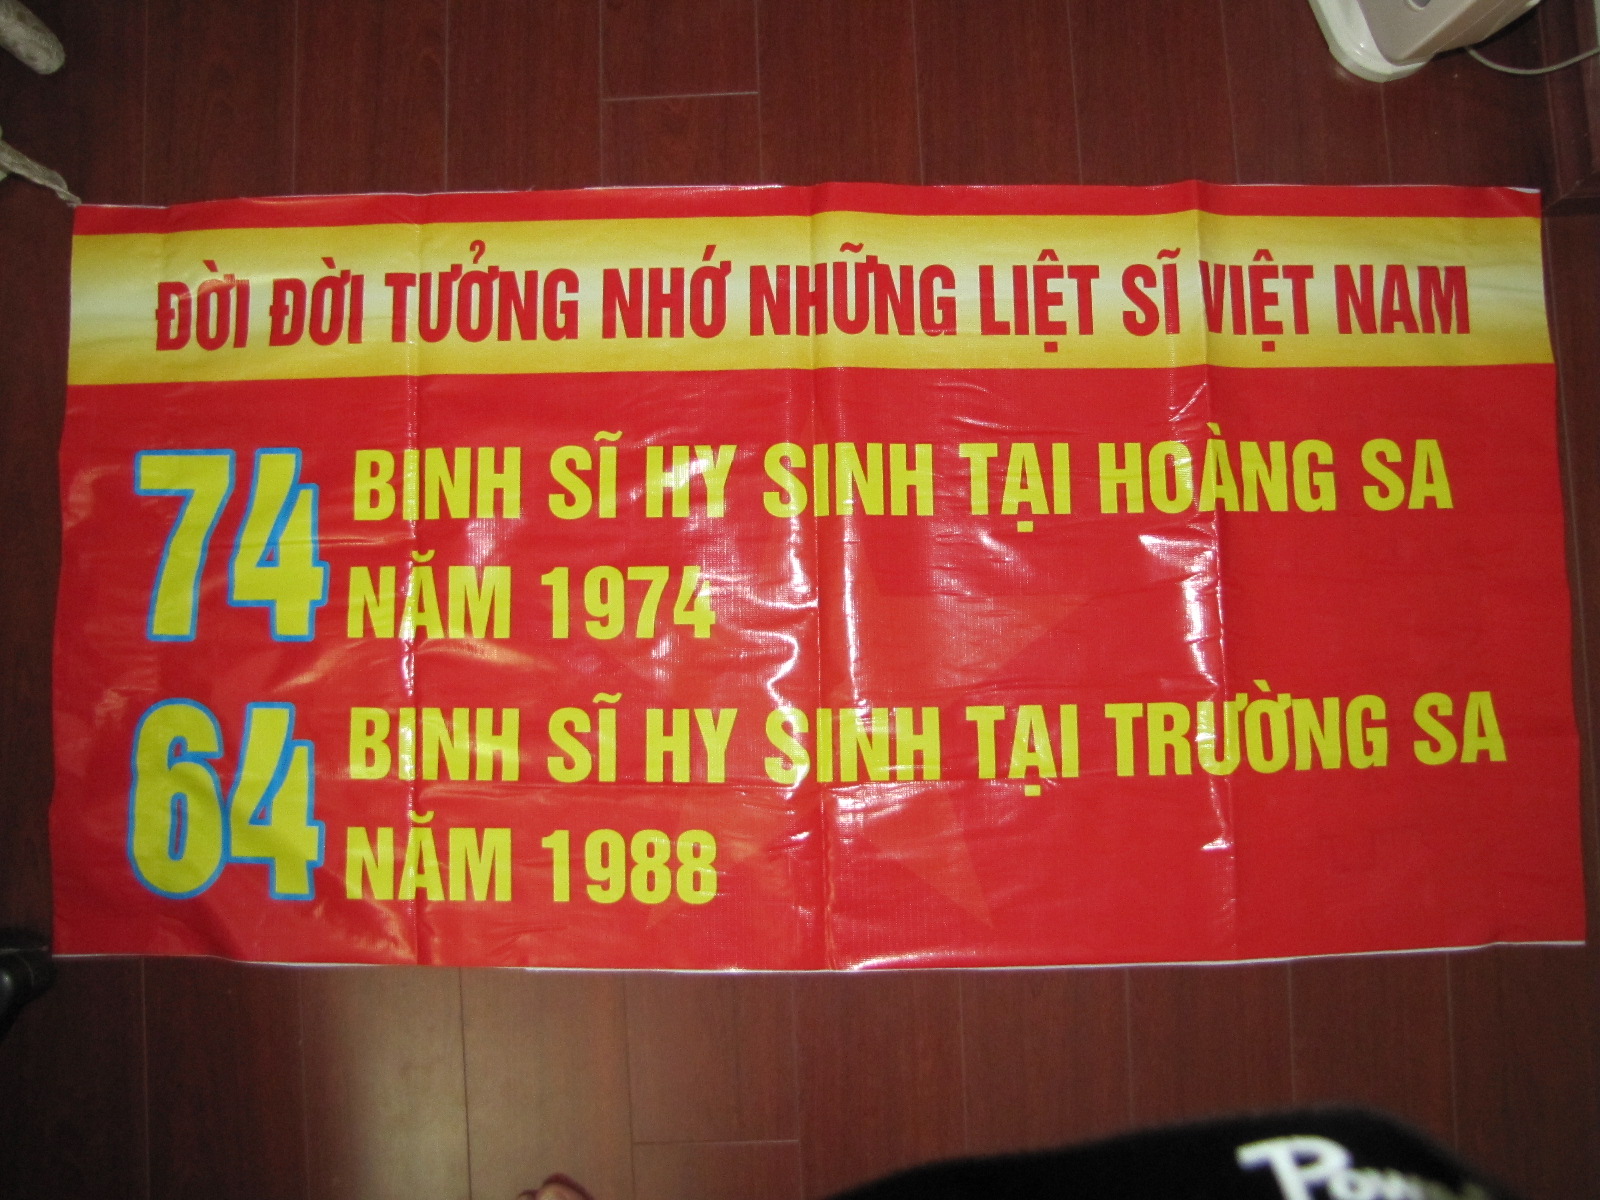 ĐỜI ĐỜI TƯỞNG NHỚ NHỮNG LIỆT SĨ VIỆT NAM
74 BINH SĨ HY SINH TẠI HOÀNG SA
NĂM 1974
64 BINH SĨ HY SINH TẠI TRƯỜNG SA
NĂM 1988